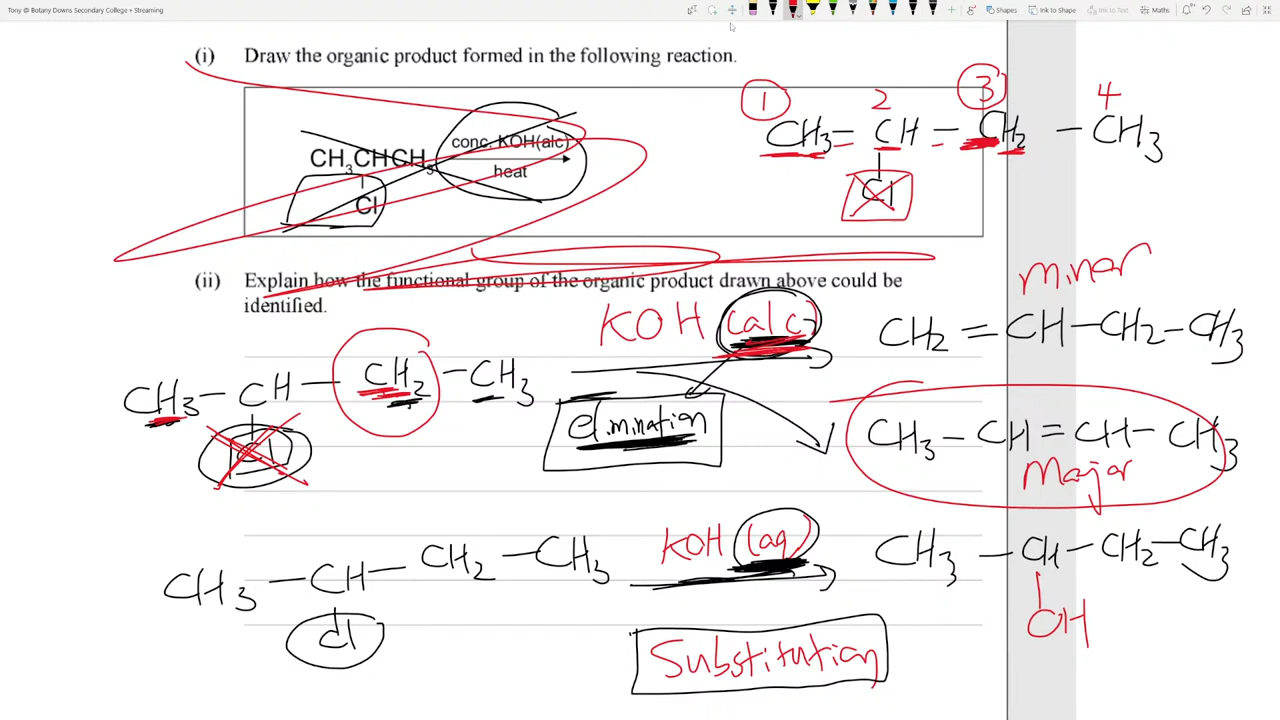 Tony @ Botany Downs Secondary College > Streaming
Shapes Ink to Shape Ink to Text Maths
(i) Draw the organic product formed in the following reaction.
1 2 3 4
CH3 = CH = CH2 - CH3
Cl
CH3CHCH3
Cl
conc. KOH(alc)
heat
(ii) Explain how the functional group of the organic product drawn above could be
identified.
minor
KOH (alc)
CH2 = CH - CH2 - CH3
CH3 - CH - CH2 - CH3
Cl
elimination
CH3 - CH = CH - CH3
Major
KOH (aq)
CH3 - CH - CH2 - CH3
Cl
CH3 - CH - CH2 - CH3
OH
Substitution